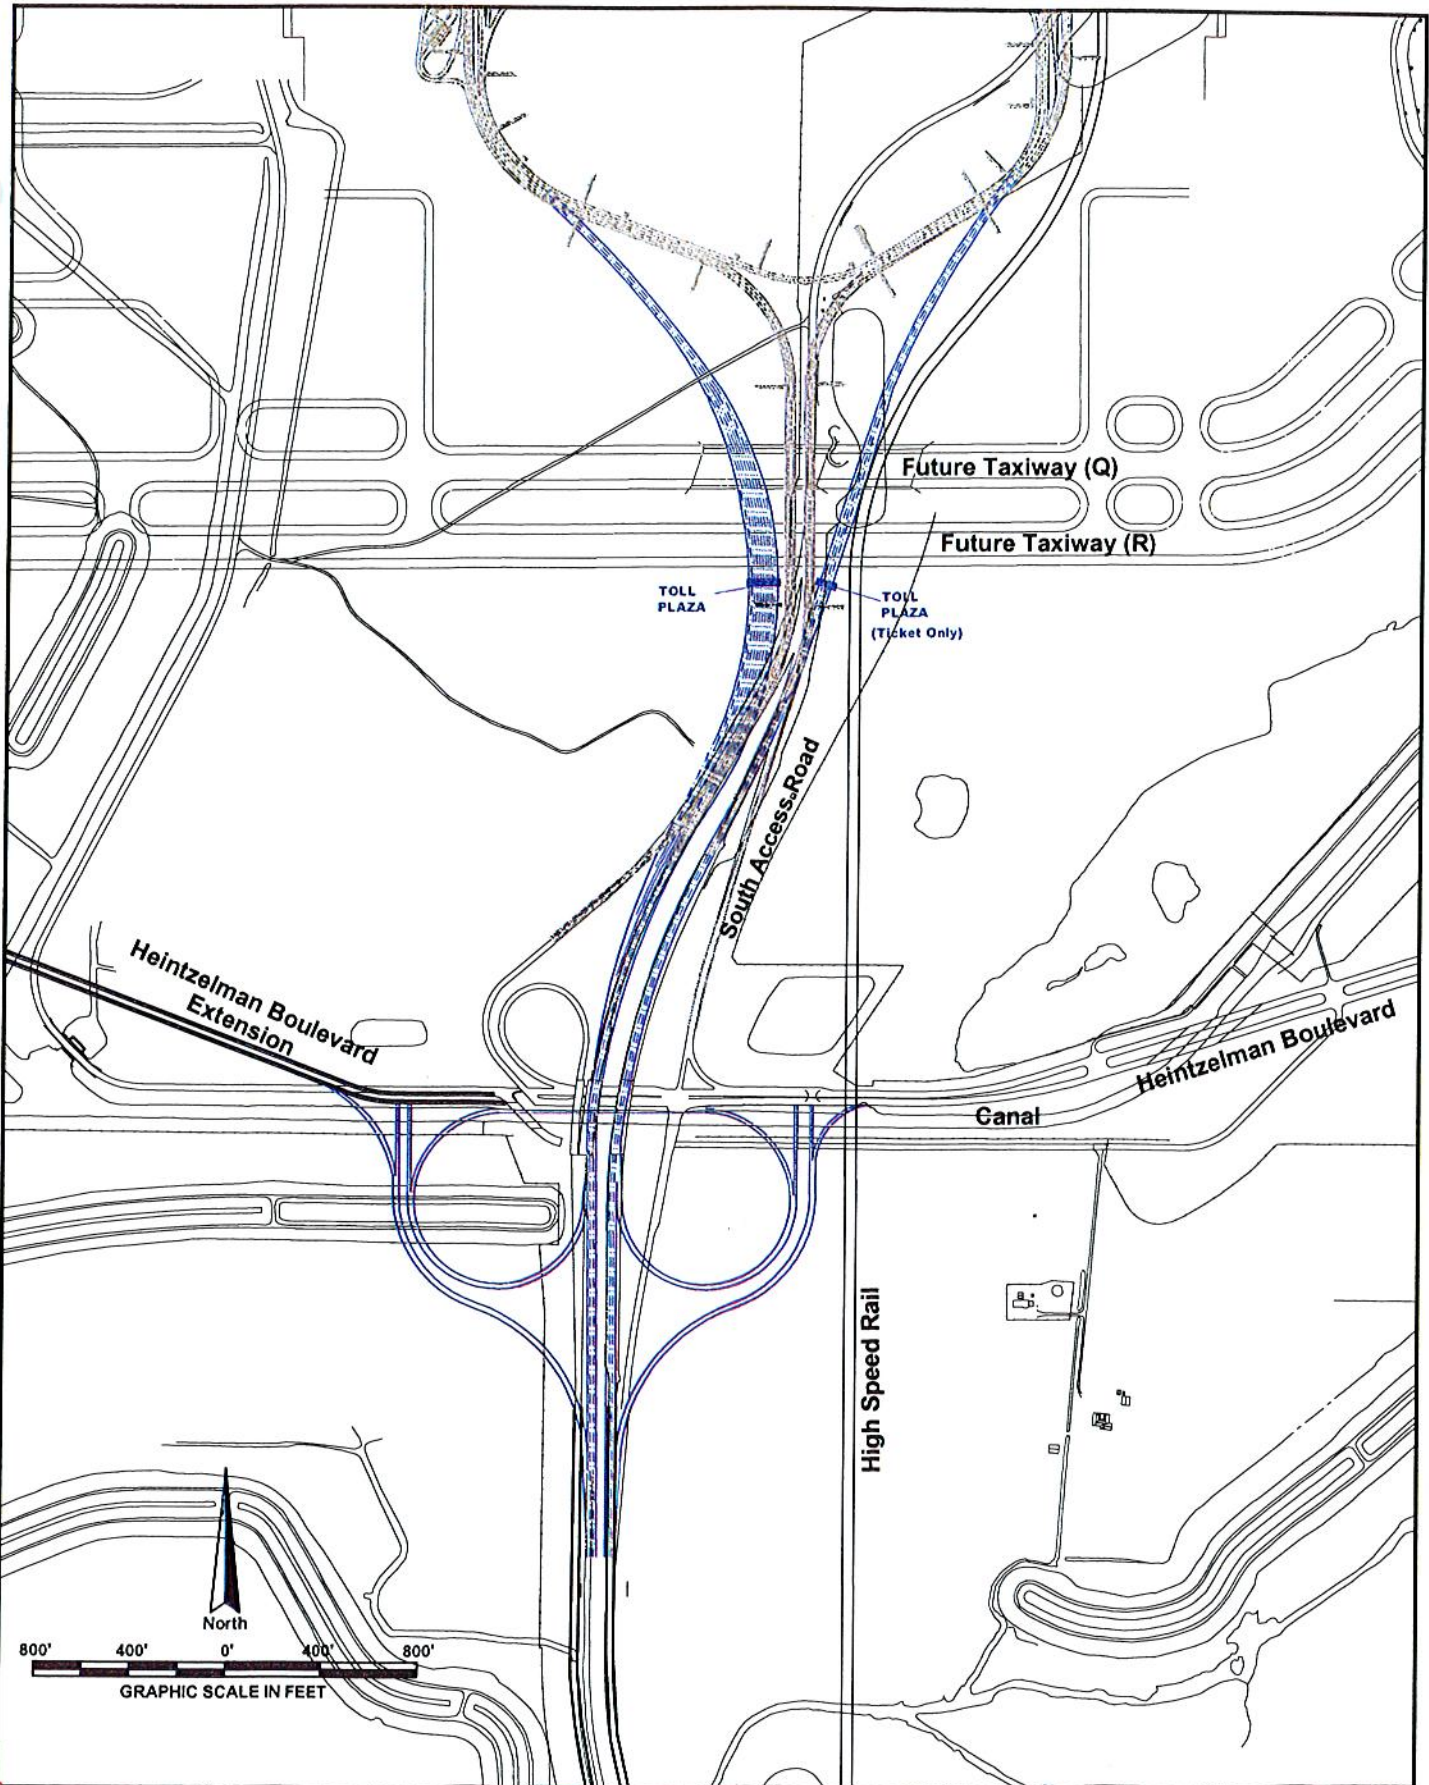 Future Taxiway (Q)
Future Taxiway (R)
TOLL
PLAZA
TOLL
PLAZA
(Ticket Only)
South Access Road
Heintzelman Boulevard
Extension
Heintzelman Boulevard
Canal
High Speed Rail
North
800' 400' 0' 400' 800'
GRAPHIC SCALE IN FEET